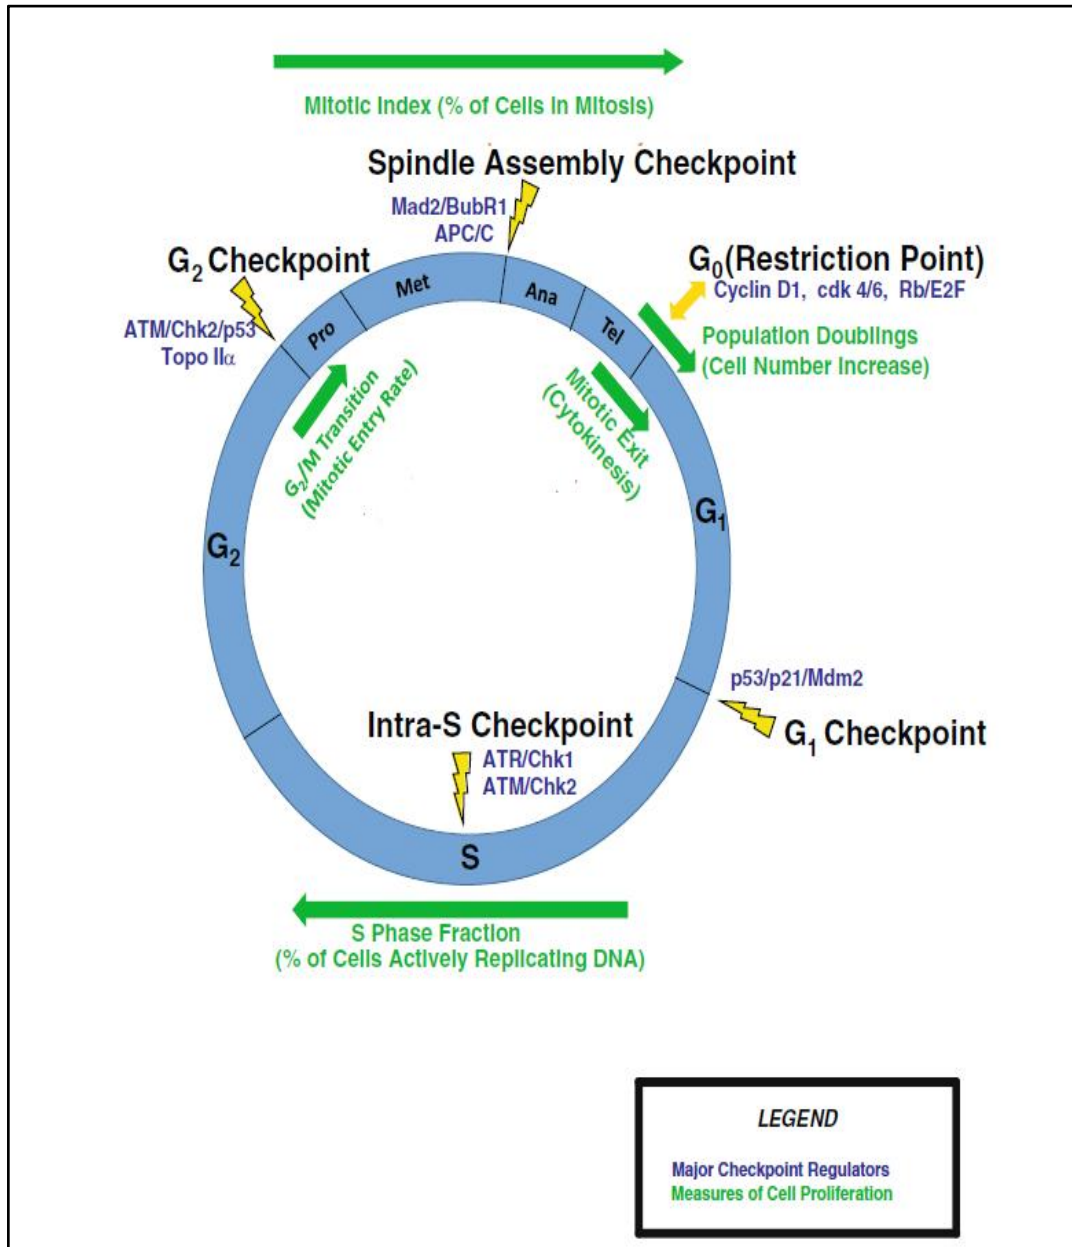 Mitotic Index (% of Cells in Mitosis)
Spindle Assembly Checkpoint
Mad2/BubR1
APC/C
G₂ Checkpoint
ATM/Chk2/p53
Topo IIα
G₀(Restriction Point)
Cyclin D1, cdk 4/6, Rb/E2F
Population Doublings
(Cell Number Increase)
Pro
Met
Ana
Tel
G₂/M Transition
(Mitotic Entry Rate)
Mitotic Exit
(Cytokinesis)
G₂
G₁
p53/p21/Mdm2
G₁ Checkpoint
Intra-S Checkpoint
ATR/Chk1
ATM/Chk2
S
S Phase Fraction
(% of Cells Actively Replicating DNA)
LEGEND
Major Checkpoint Regulators
Measures of Cell Proliferation